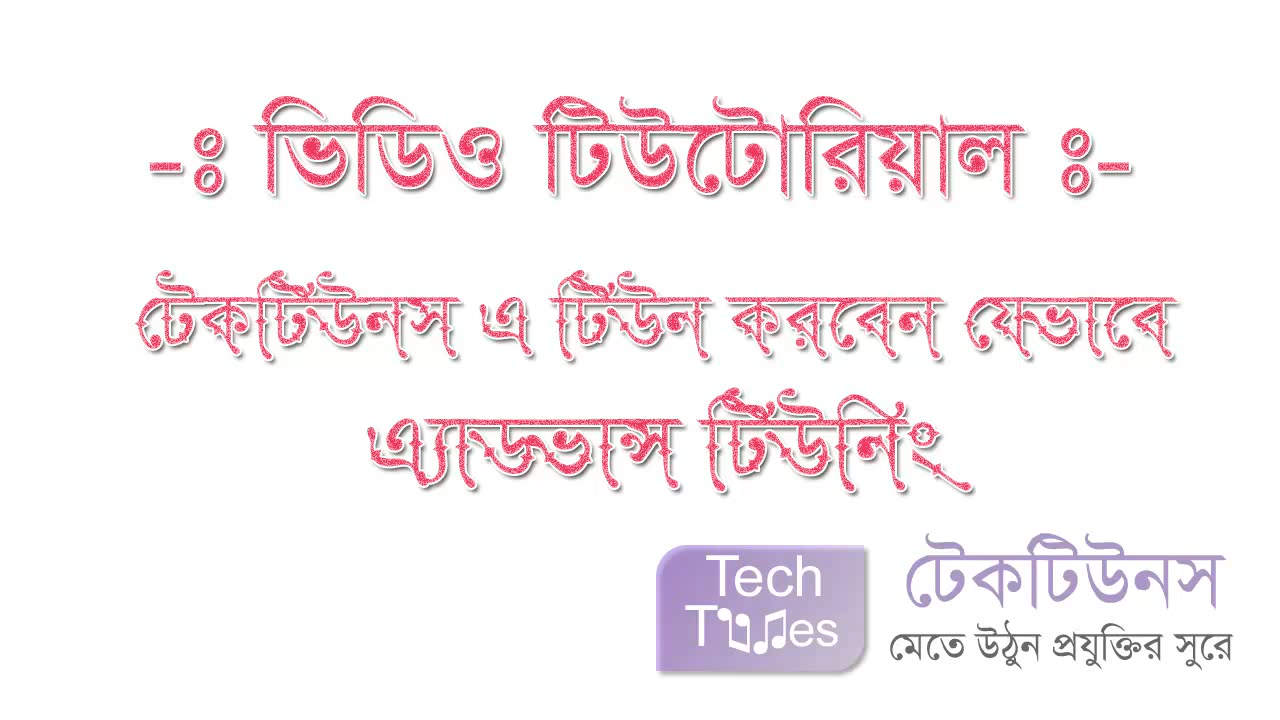 -ঃ ভিডিও টিউটোরিয়াল ঃ-
টেকটিউনস এ টিউন করবেন যেভাবে
এ্যাডভান্স টিউনিং
Tech
Tunes
টেকটিউনস
মেতে উঠুন প্রযুক্তির সুরে